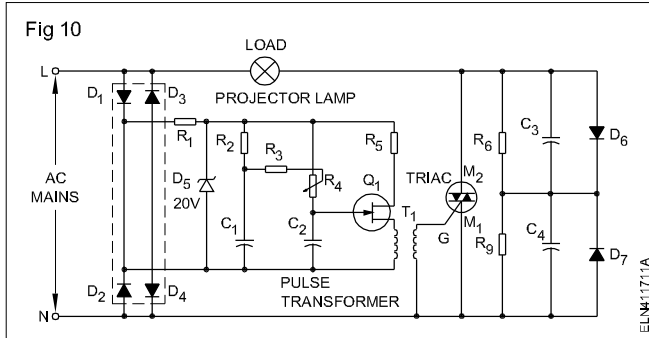 Fig 10
LOAD
L
D1
D3
PROJECTOR LAMP
R1
R2
R5
R3
R4
D5
20V
Q1
TRIAC
M2
R6
C3
D6
AC
MAINS
T1
M1
C1
C2
G
R9
C4
D7
D2
D4
PULSE
TRANSFORMER
N
ELN411711A